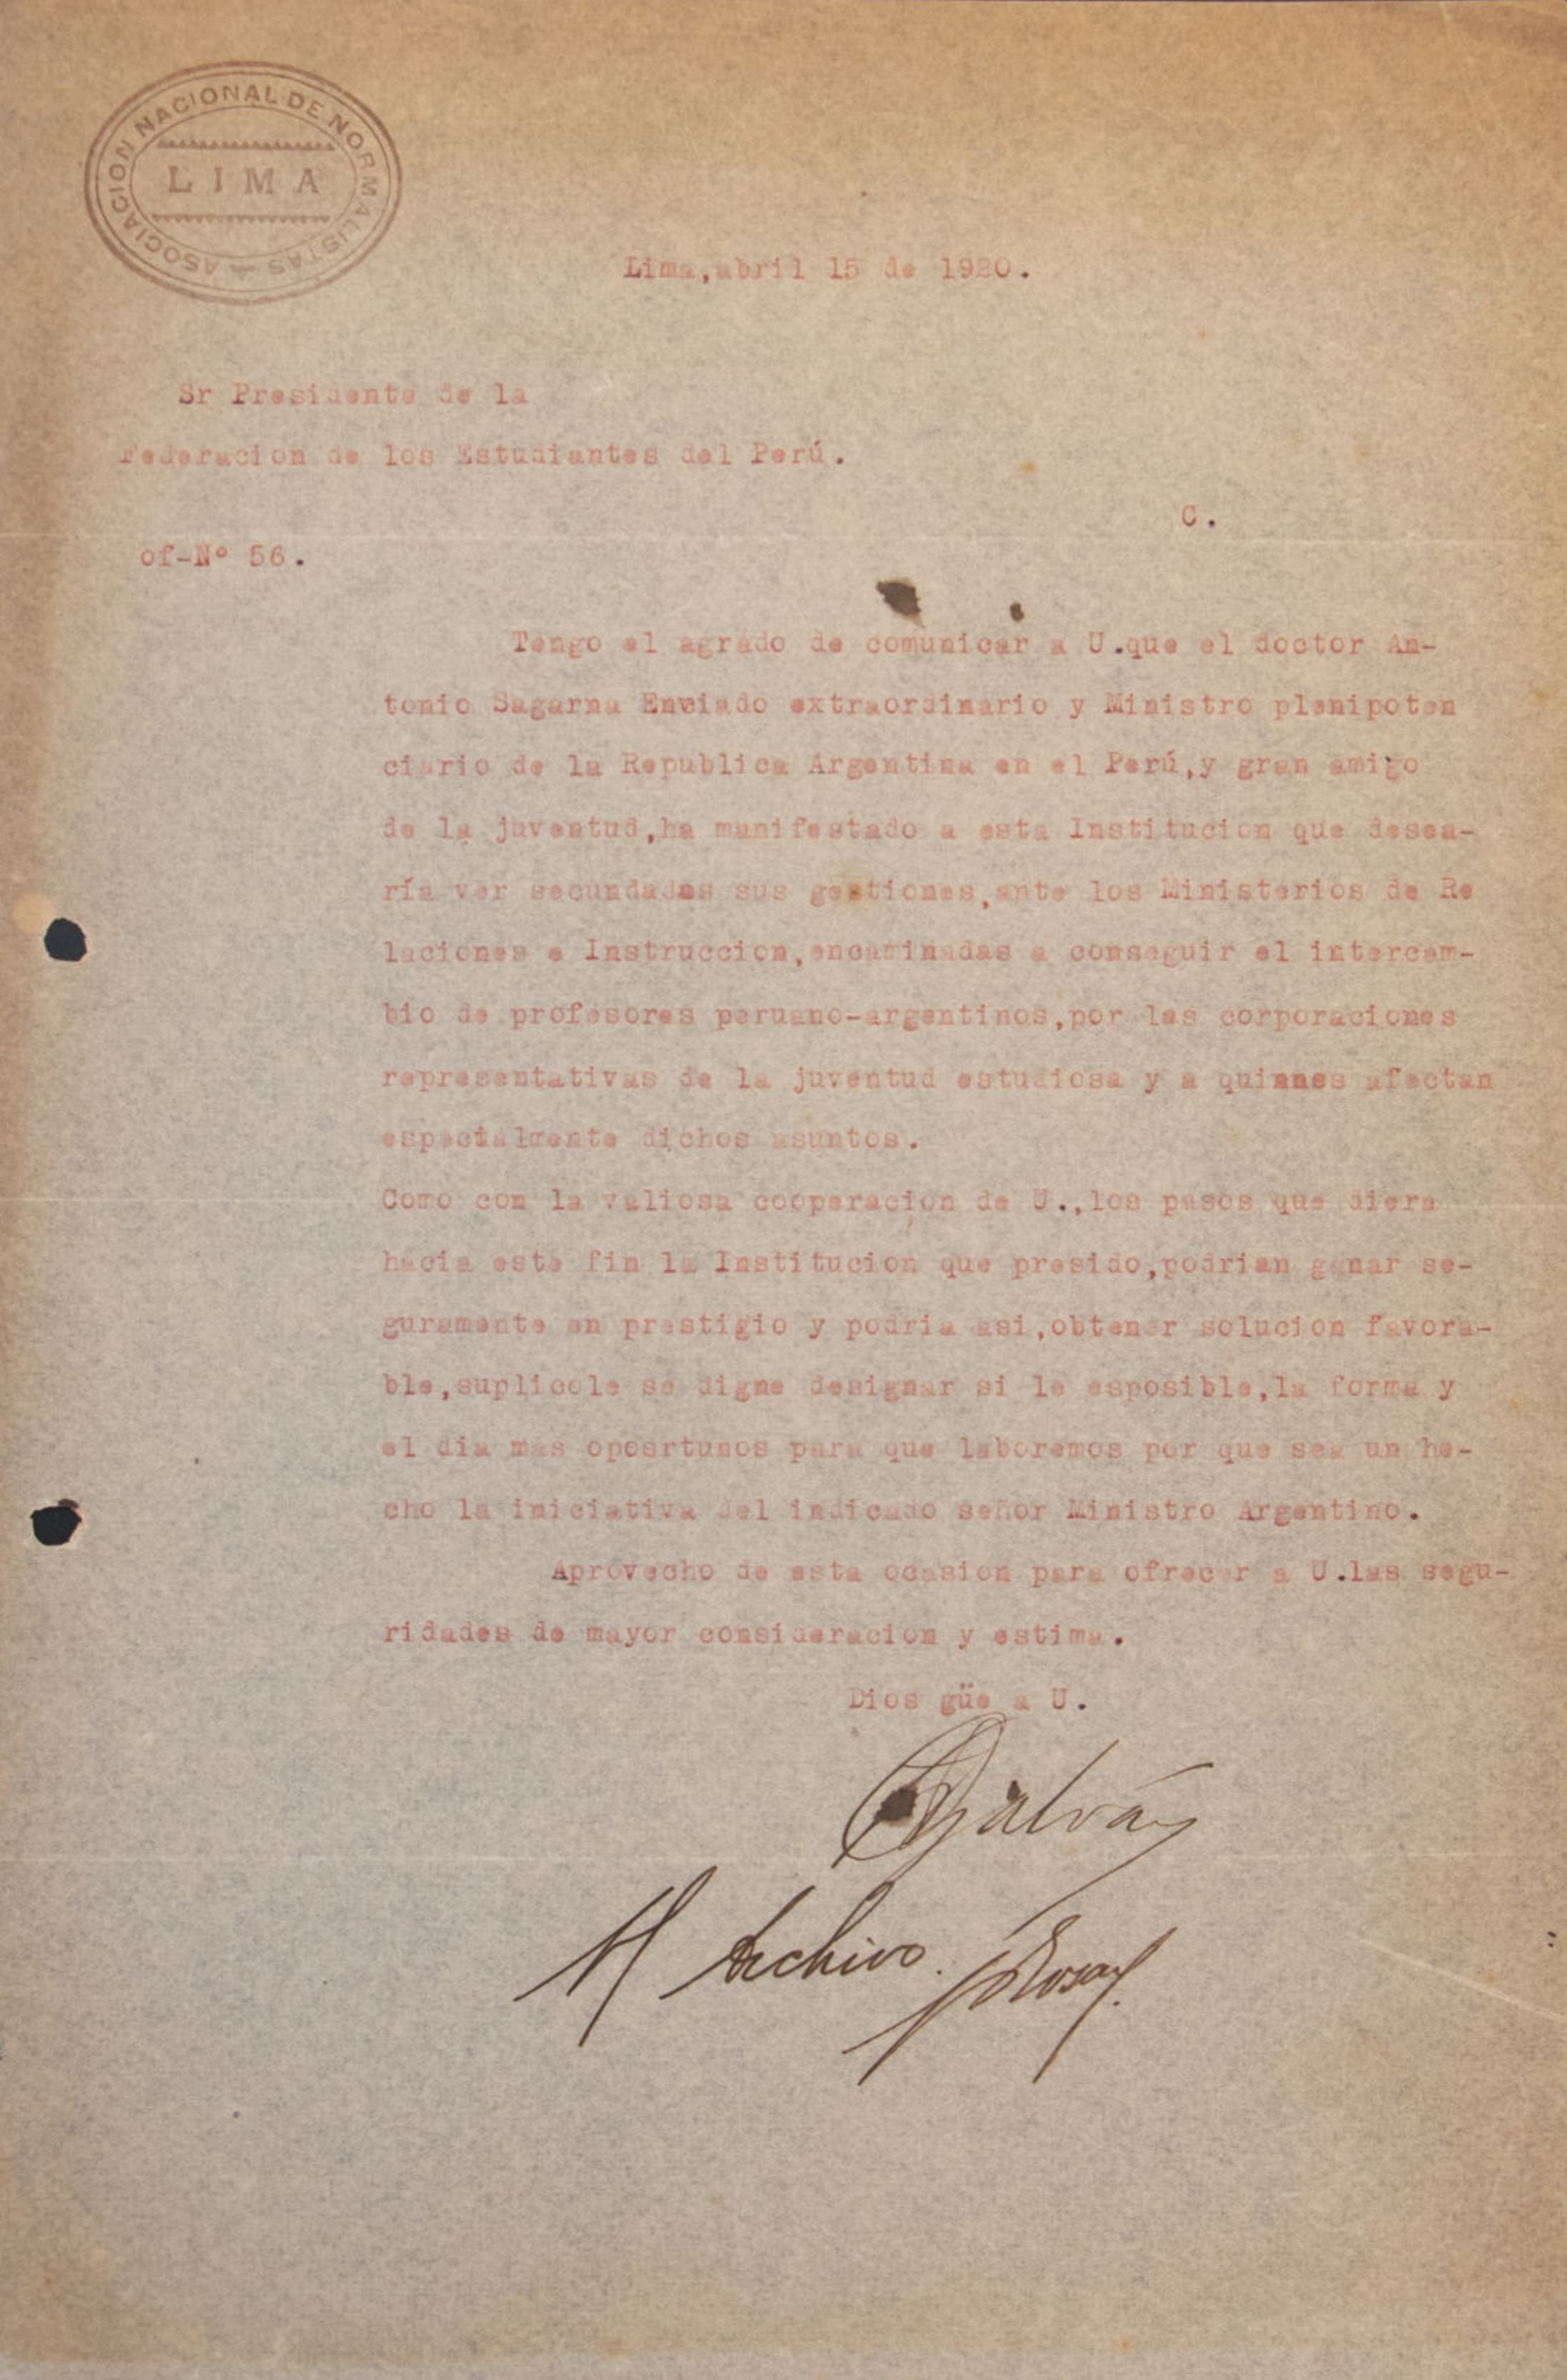 ASOCIACION NACIONAL DE NORMALISTAS
LIMA
Lima,abril 15 de 1920.
Sr Presidente de la
Federacion de los Estudiantes del Perú.
C.
of-Nº 56.
Tengo el agrado de comunicar a U.que el doctor An-
tonio Sagarna Enviado extraordinario y Ministro plenipoten
ciario de la Republica Argentina en el Perú,y gran amigo
de la juventud,ha manifestado a esta Institucion que desea-
ría ver secundadas sus gestiones,ante los Ministerios de Re
laciones e Instruccion,encaminadas a conseguir el intercam-
bio de profesores peruano-argentinos,por las corporaciones
representativas de la juventud estudiosa y a quiénes afectan
especialmente dichos asuntos.
Como con la valiosa cooperacion de U.,los pasos que diera
hacia este fin la Institucion que presido,podrian ganar se-
guramente en prestigio y podria asi,obtener solucion favora-
ble,suplicole se digne designar si le esposible,la forma y
el dia mas opoertunos para que laboremos por que sea un he-
cho la iniciativa del indicado señor Ministro Argentino.
Aprovecho de esta ocasion para ofrecer a U.las segu-
ridades de mayor consideracion y estima.
Dios güe a U.
Galván
Al Archivo.